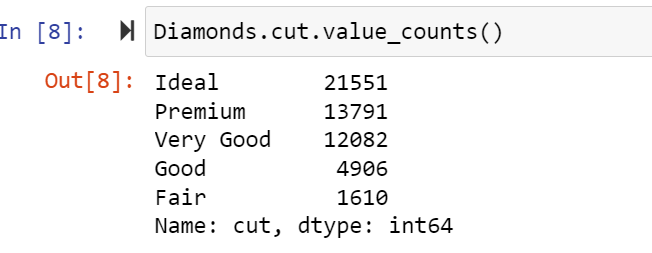 In [8]: Diamonds.cut.value_counts()
Out[8]: Ideal 21551
Premium 13791
Very Good 12082
Good 4906
Fair 1610
Name: cut, dtype: int64